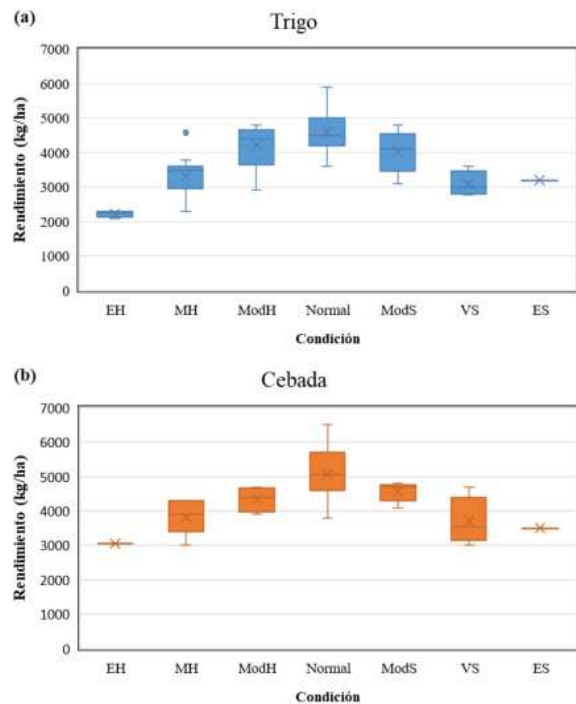 (a)
Trigo
Rendimiento (kg/ha)
7000
6000
5000
4000
3000
2000
1000
0
EH MH ModH Normal ModS VS ES
Condición
(b)
Cebada
Rendimiento (kg/ha)
7000
6000
5000
4000
3000
2000
1000
0
EH MH ModH Normal ModS VS ES
Condición